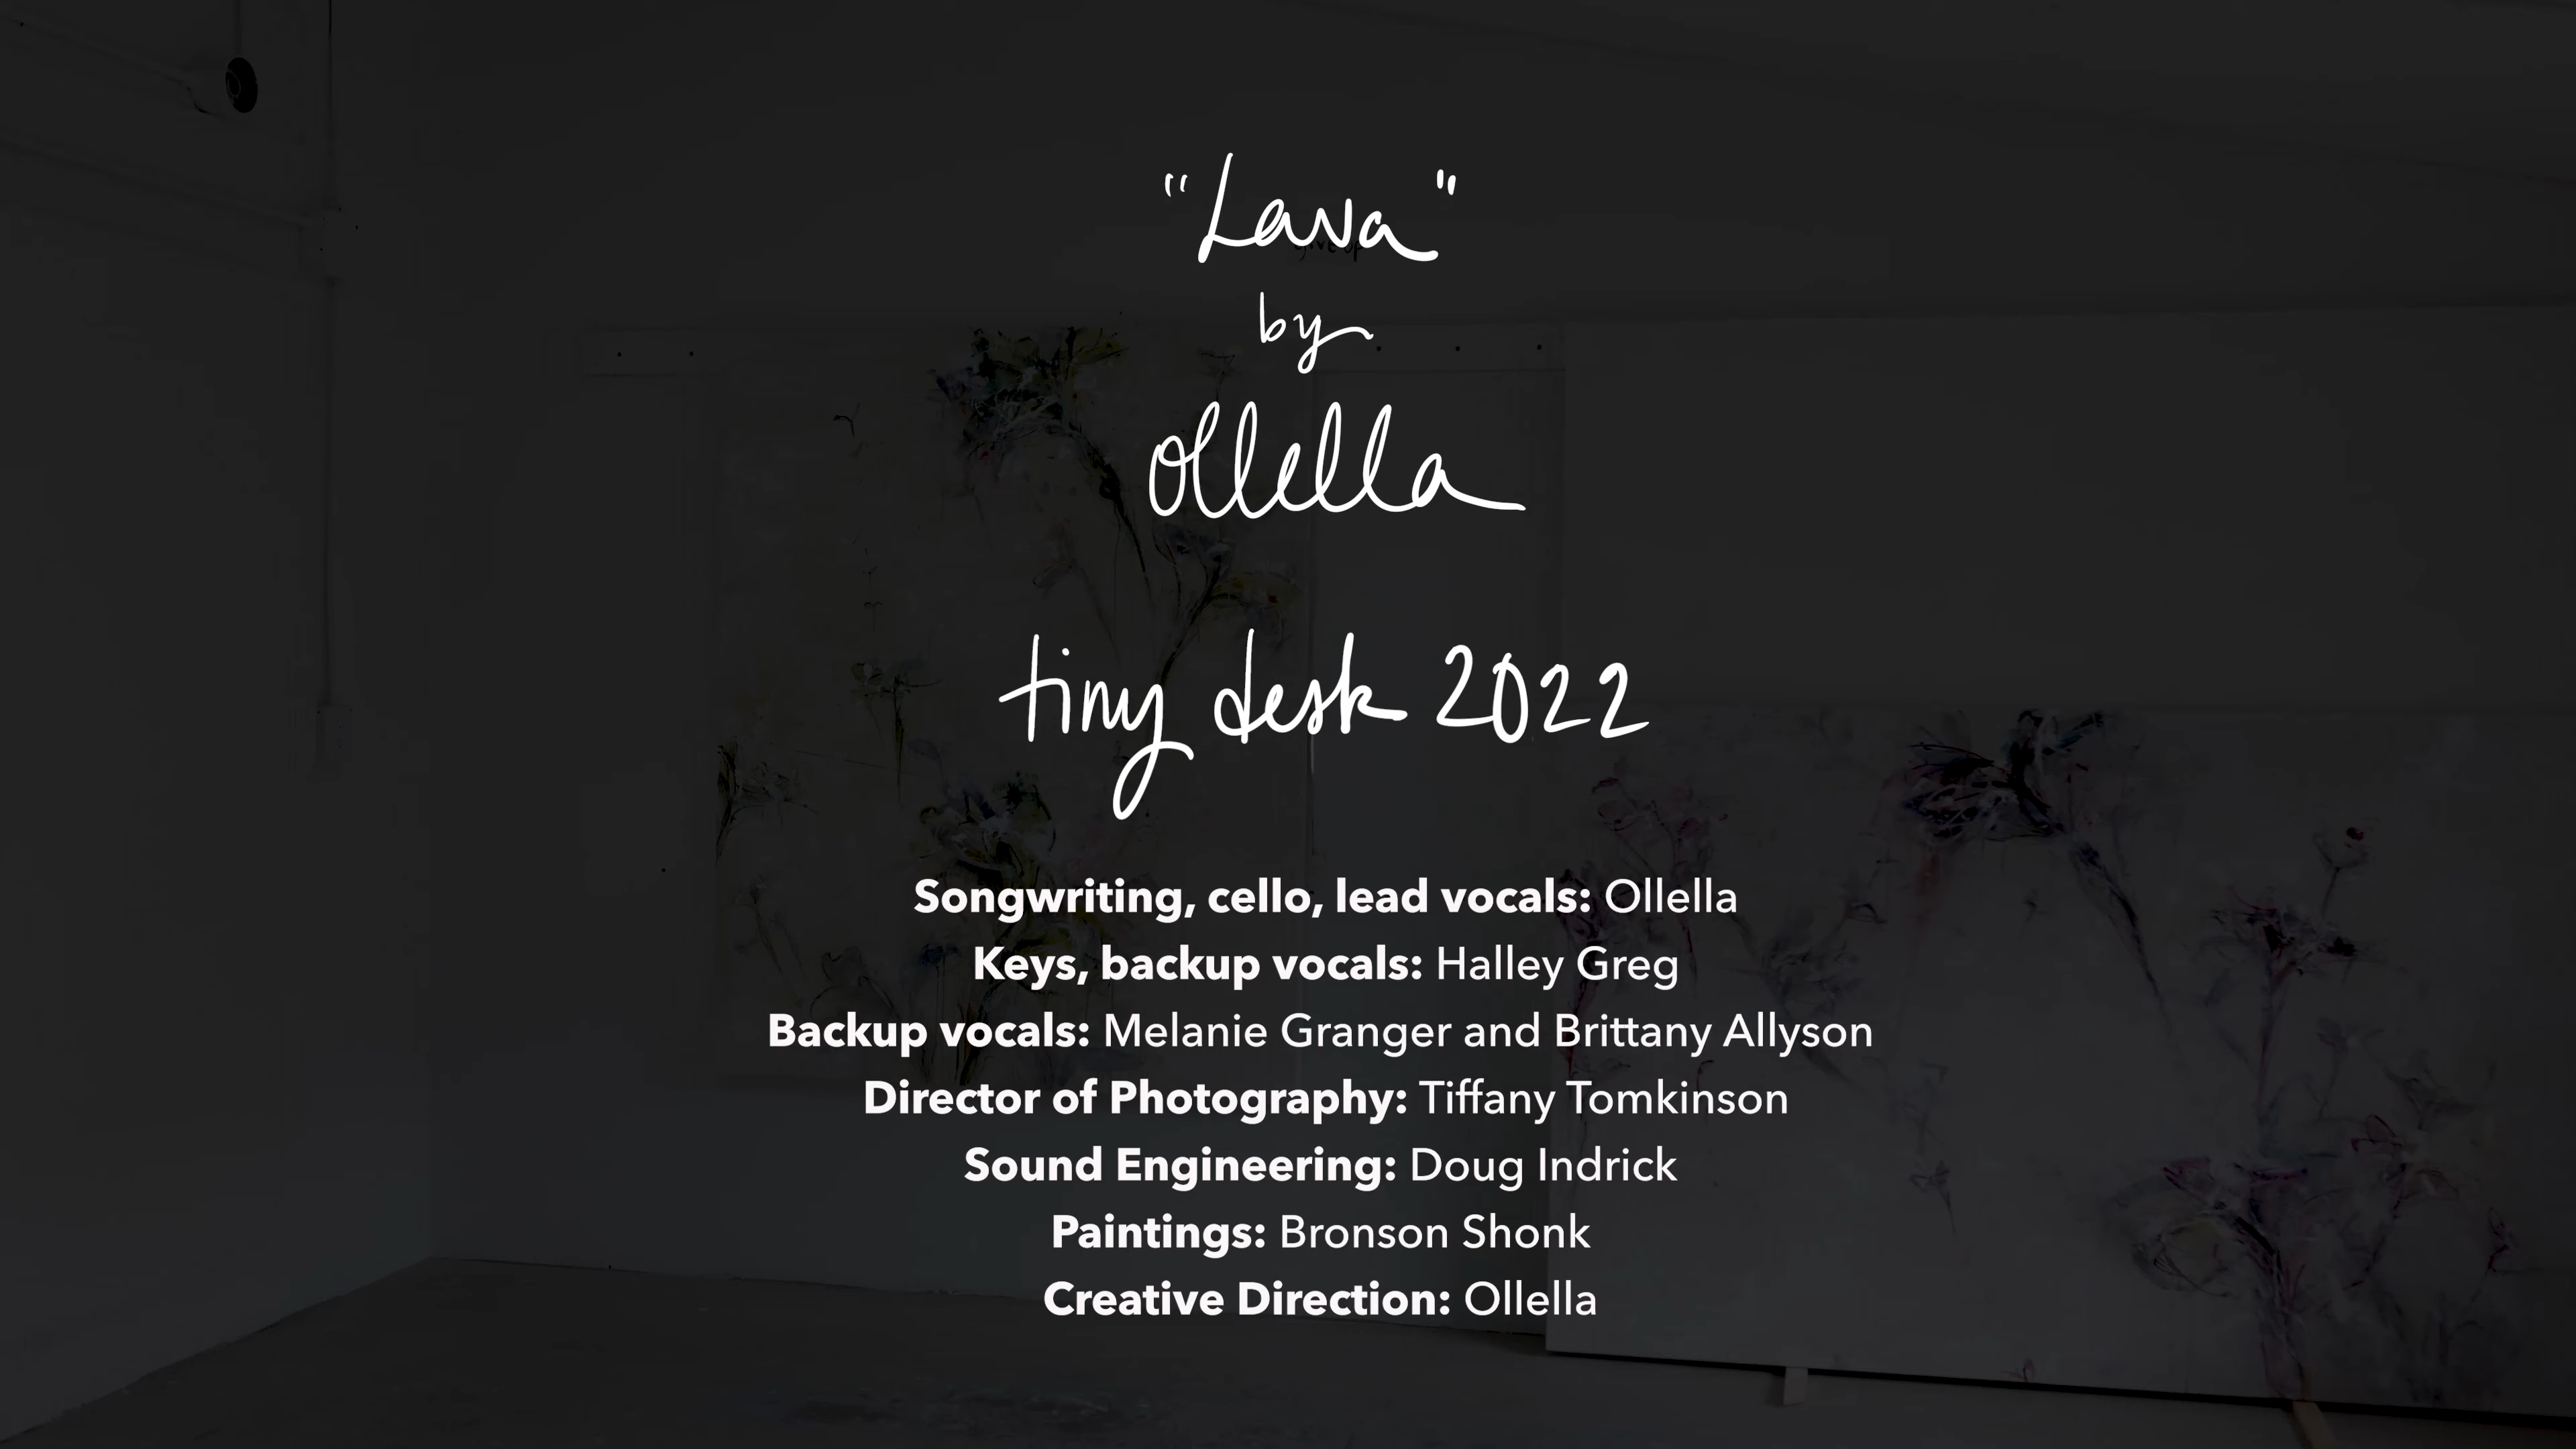 "Lava"
by
Ollella
tiny desk 2022
Songwriting, cello, lead vocals: Ollella
Keys, backup vocals: Halley Greg
Backup vocals: Melanie Granger and Brittany Allyson
Director of Photography: Tiffany Tomkinson
Sound Engineering: Doug Indrick
Paintings: Bronson Shonk
Creative Direction: Ollella